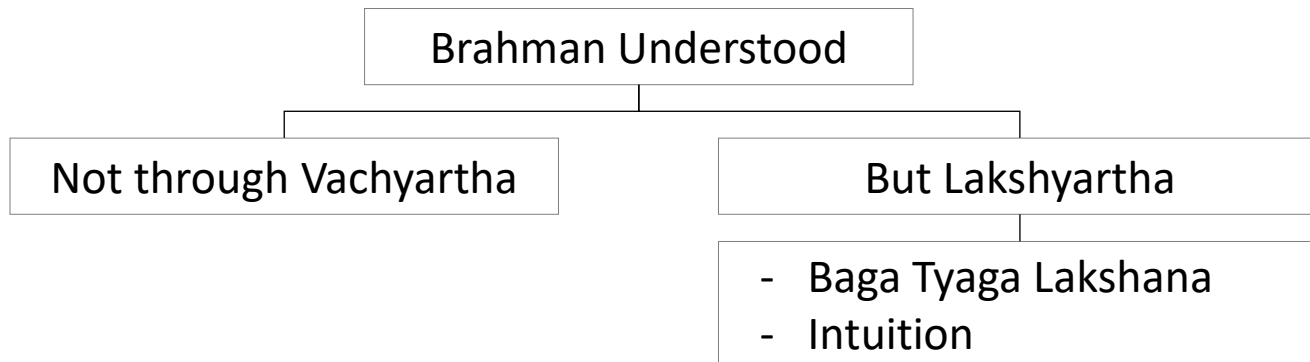 Brahman Understood
Not through Vachyartha
But Lakshyartha
- Baga Tyaga Lakshana
- Intuition